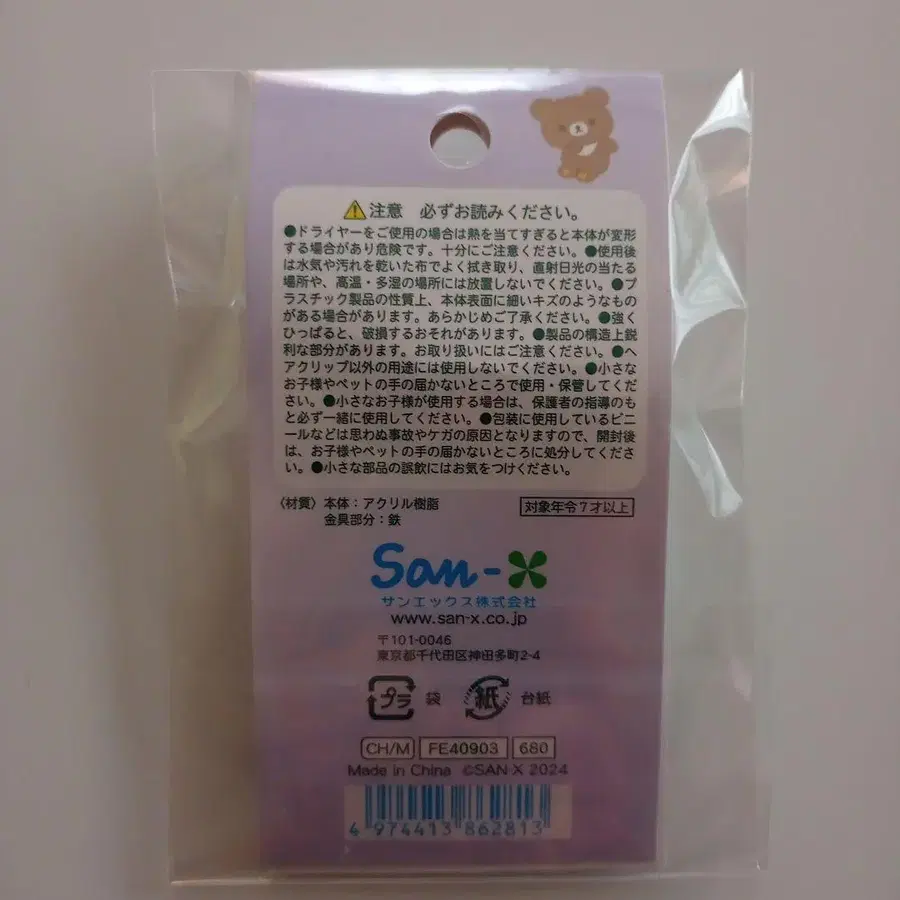 ⚠注意 必ずお読みください。
●ドライヤーをご使用の場合は熱を当てすぎると本体が変形
する場合があり危険です。十分にご注意ください。●使用後
は水気や汚れを乾いた布でよく拭き取り、直射日光の当たる
場所や、高温・多湿の場所には放置しないでください。●プ
ラスチック製品の性質上、本体表面に細いキズのようなもの
がある場合があります。あらかじめご了承ください。●強く
ひっぱると、破損するおそれがあります。●製品の構造上鋭
利な部分があります。お取り扱いにはご注意ください。●ヘ
アクリップ以外の用途には使用しないでください。●小さな
お子様やペットの手の届かないところで使用・保管してくだ
さい。●小さなお子様が使用する場合は、保護者の指導のも
と必ず一緒に使用してください。●包装に使用しているビニ
ールなどは思わぬ事故やケガの原因となりますので、開封後
は、お子様やペットの手の届かないところに処分してくださ
い。●小さな部品の誤飲にはお気をつけください。
〈材質〉本体：アクリル樹脂
金具部分：鉄
対象年令7才以上
San-X
サンエックス株式会社
www.san-x.co.jp
〒101-0046
東京都千代田区神田多町2-4
プラ 袋 紙 台紙
CH/M FE40903 680
Made in China ©SAN-X 2024
4 974413 862813